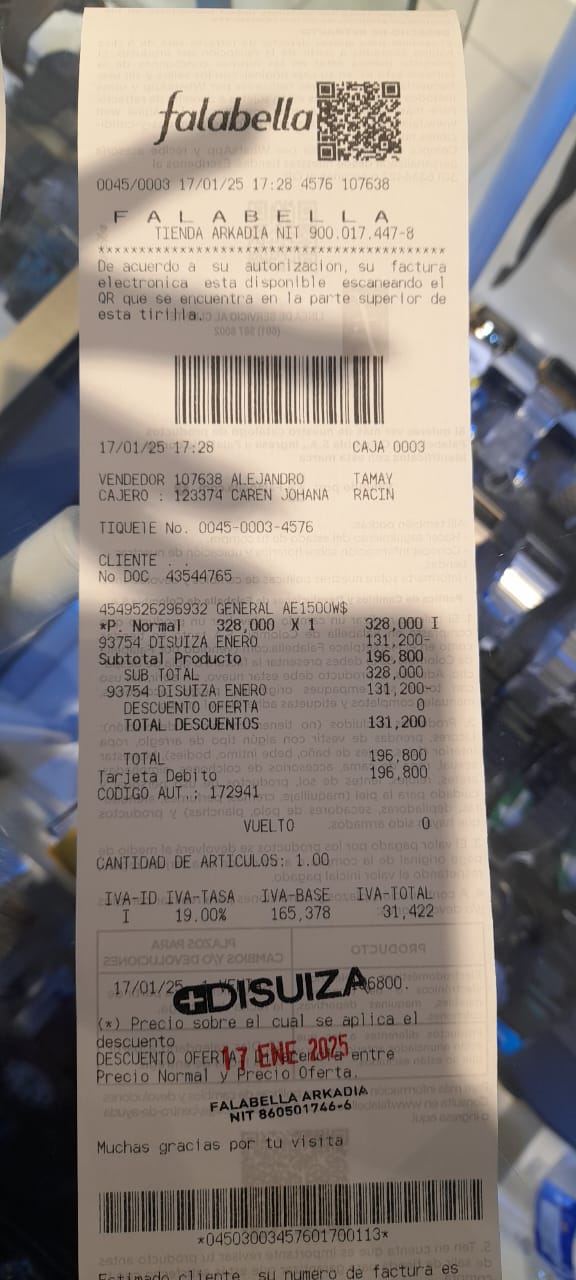 falabella
0045/0003 17/01/25 17:28 4576 107638
F A L A B E L L A
TIENDA ARKADIA NIT 900.017.447-8
******************************************
De acuerdo a su autorizacion, su factura
electronica esta disponible escaneando el
QR que se encuentra en la parte superior de
esta tirilla.
17/01/25 17:28 CAJA 0003
VENDEDOR 107638 ALEJANDRO TAMAY
CAJERO : 123374 CAREN JOHANA RACIN
TIQUETE No. 0045-0003-4576
CLIENTE . .
No DOC 43544765
4549526296932 GENERAL AE1500W$
*P. Normal 328,000 X 1 328,000 I
93754 DISUIZA ENERO 131,200-
Subtotal Producto 196,800
SUB TOTAL 328,000
93754 DISUIZA ENERO 131,200-
DESCUENTO OFERTA 0
TOTAL DESCUENTOS 131,200
TOTAL 196,800
Tarjeta Debito 196,800
CODIGO AUT.: 172941
VUELTO 0
CANTIDAD DE ARTICULOS: 1.00
IVA-ID IVA-TASA IVA-BASE IVA-TOTAL
I 19.00% 165,378 31,422
17/01/25 6800.
DISUIZA
(*) Precio sobre el cual se aplica el
descuento
DESCUENTO OFERTA: entre
17 ENE 2025
Precio Normal y Precio Oferta.
FALABELLA ARKADIA
NIT 860501746-6
Muchas gracias por tu visita
*04503003457601700113*
Estimado cliente su numero de factura es